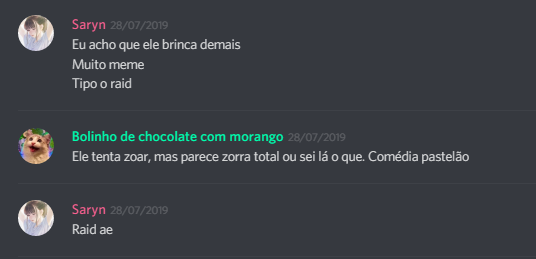 Saryn 28/07/2019
Eu acho que ele brinca demais
Muito meme
Tipo o raid
Bolinho de chocolate com morango 28/07/2019
Ele tenta zoar, mas parece zorra total ou sei lá o que. Comédia pastelão
Saryn 28/07/2019
Raid ae